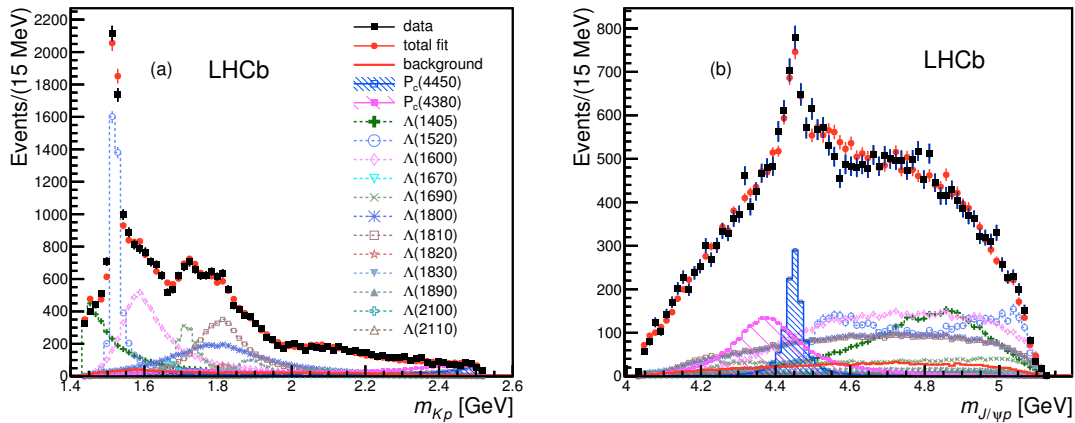 Events/(15 MeV)
2200
2000
1800
1600
1400
1200
1000
800
600
400
200
0
1.4
1.6
1.8
2
2.2
2.4
2.6
m_{Kp} [GeV]
(a)
LHCb
data
total fit
background
P_c(4450)
P_c(4380)
Λ(1405)
Λ(1520)
Λ(1600)
Λ(1670)
Λ(1690)
Λ(1800)
Λ(1810)
Λ(1820)
Λ(1830)
Λ(1890)
Λ(2100)
Λ(2110)
Events/(15 MeV)
800
700
600
500
400
300
200
100
0
4
4.2
4.4
4.6
4.8
5
m_{J/ψp} [GeV]
(b)
LHCb